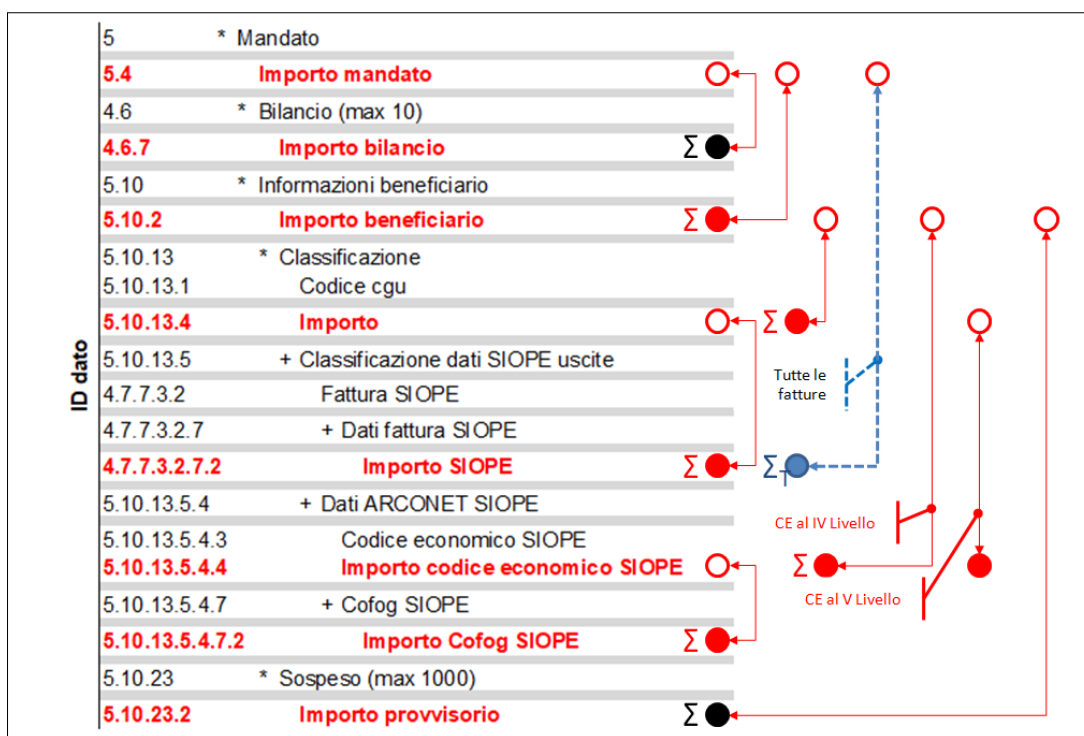 5 * Mandato
5.4 Importo mandato
4.6 * Bilancio (max 10)
4.6.7 Importo bilancio Σ
5.10 * Informazioni beneficiario
5.10.2 Importo beneficiario Σ
5.10.13 * Classificazione
5.10.13.1 Codice cgu
5.10.13.4 Importo Σ
5.10.13.5 + Classificazione dati SIOPE uscite
Tutte le
fatture
4.7.7.3.2 Fattura SIOPE
4.7.7.3.2.7 + Dati fattura SIOPE
4.7.7.3.2.7.2 Importo SIOPE Σ Σ T
5.10.13.5.4 + Dati ARCONET SIOPE
CE al IV Livello
5.10.13.5.4.3 Codice economico SIOPE
5.10.13.5.4.4 Importo codice economico SIOPE Σ
CE al V Livello
5.10.13.5.4.7 + Cofog SIOPE
5.10.13.5.4.7.2 Importo Cofog SIOPE Σ
5.10.23 * Sospeso (max 1000)
5.10.23.2 Importo provvisorio Σ
ID dato